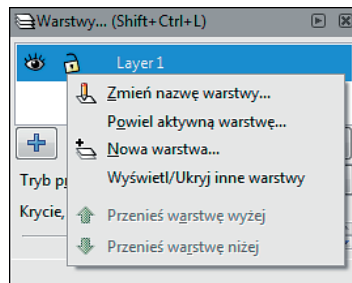 Warstwy... (Shift+Ctrl+L)
Layer 1
Zmień nazwę warstwy...
Powiel aktywną warstwę...
Nowa warstwa...
Wyświetl/Ukryj inne warstwy
Tryb
Krycie,
Przenieś warstwę wyżej
Przenieś warstwę niżej